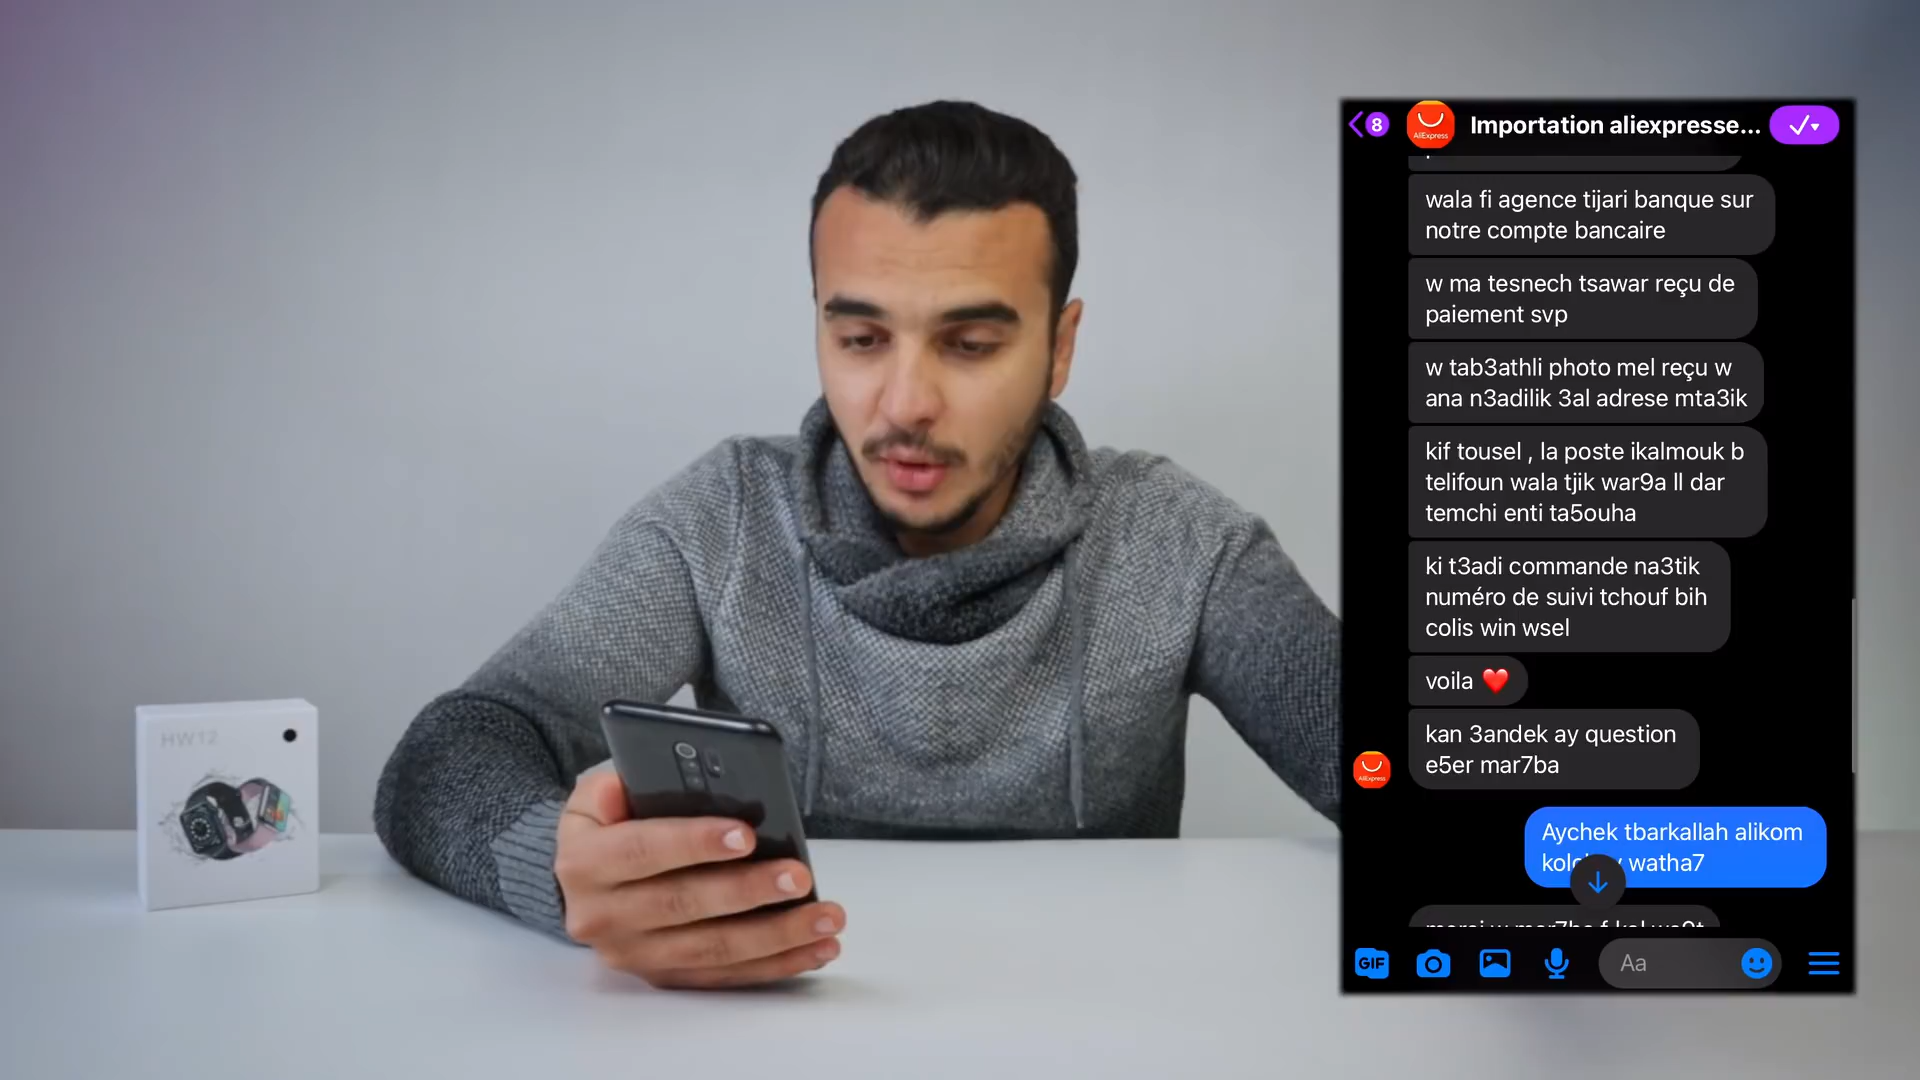 8
AliExpress
Importation aliexpresse...
wala fi agence tijari banque sur
notre compte bancaire
w ma tesnech tsawar reçu de
paiement svp
w tab3athli photo mel reçu w
ana n3adilik 3al adrese mta3ik
kif tousel , la poste ikalmouk b
telifoun wala tjik war9a ll dar
temchi enti ta5ouha
ki t3adi commande na3tik
numéro de suivi tchouf bih
colis win wsel
voila ❤️
kan 3andek ay question
e5er mar7ba
AliExpress
Aychek tbarkallah alikom
watha7
GIF
Aa
HW12